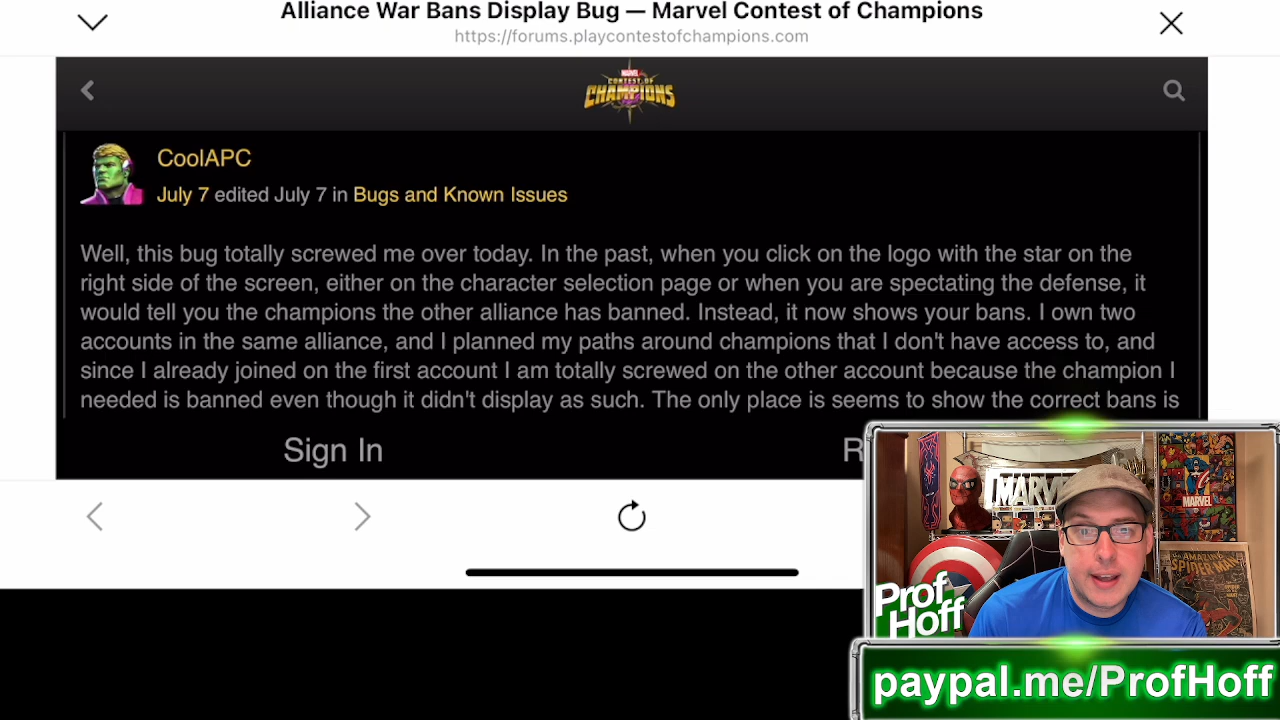 Alliance War Bans Display Bug — Marvel Contest of Champions
https://forums.playcontestofchampions.com
MARVEL
CONTEST OF
CHAMPIONS
CoolAPC
July 7 edited July 7 in Bugs and Known Issues
Well, this bug totally screwed me over today. In the past, when you click on the logo with the star on the
right side of the screen, either on the character selection page or when you are spectating the defense, it
would tell you the champions the other alliance has banned. Instead, it now shows your bans. I own two
accounts in the same alliance, and I planned my paths around champions that I don't have access to, and
since I already joined on the first account I am totally screwed on the other account because the champion I
needed is banned even though it didn't display as such. The only place is seems to show the correct bans is
Sign In
R
MARVEL
AMAZING
SPIDER-MAN
Prof
Hoff
paypal.me/ProfHoff